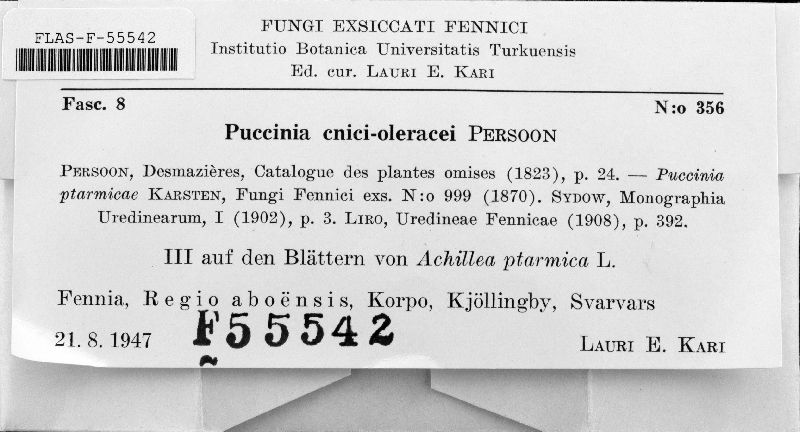 FLAS-F-55542
FUNGI EXSICCATI FENNICI
Institutio Botanica Universitatis Turkuensis
Ed. cur. LAURI E. KARI
Fasc. 8 N:o 356
Puccinia cnici-oleracei PERSOON
PERSOON, Desmazières, Catalogue des plantes omises (1823), p. 24. — Puccinia
ptarmicae KARSTEN, Fungi Fennici exs. N:o 999 (1870). SYDOW, Monographia
Uredinearum, I (1902), p. 3. LIRO, Uredineae Fennicae (1908), p. 392.
III auf den Blättern von Achillea ptarmica L.
Fennia, Regio aboënsis, Korpo, Kjöllingby, Svarvars
21. 8. 1947 F55542 LAURI E. KARI